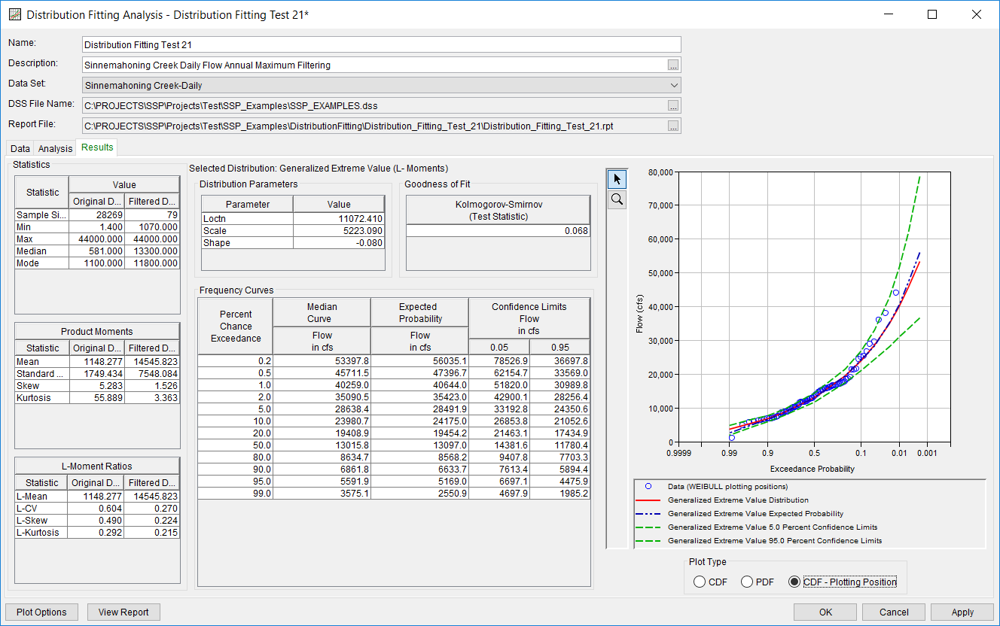 Distribution Fitting Analysis - Distribution Fitting Test 21*
Name:
Distribution Fitting Test 21
Description:
Sinnemahoning Creek Daily Flow Annual Maximum Filtering
...
Data Set:
Sinnemahoning Creek-Daily
DSS File Name:
C:\PROJECTS\SSP\Projects\Test\SSP_Examples\SSP_EXAMPLES.dss
...
Report File:
C:\PROJECTS\SSP\Projects\Test\SSP_Examples\DistributionFitting\Distribution_Fitting_Test_21\Distribution_Fitting_Test_21.rpt
...
Data Analysis Results
Statistics
Statistic Value
Original D... Filtered D...
Sample Si... 28269 79
Min 1.400 1070.000
Max 44000.000 44000.000
Median 581.000 13300.000
Mode 1100.000 11800.000
Product Moments
Statistic Original D... Filtered D...
Mean 1148.277 14545.823
Standard ... 1749.434 7548.084
Skew 5.283 1.526
Kurtosis 55.889 3.363
L-Moment Ratios
Statistic Original D... Filtered D...
L-Mean 1148.277 14545.823
L-CV 0.604 0.270
L-Skew 0.490 0.224
L-Kurtosis 0.292 0.215
Selected Distribution: Generalized Extreme Value (L- Moments)
Distribution Parameters
Parameter Value
Loctn 11072.410
Scale 5223.090
Shape -0.080
Goodness of Fit
Kolmogorov-Smirnov
(Test Statistic)
0.068
Frequency Curves
Percent
Chance
Exceedance
Median
Curve
Flow
in cfs
Expected
Probability
Flow
in cfs
Confidence Limits
Flow
in cfs
0.05 0.95
0.2 53397.8 56035.1 78526.9 36697.8
0.5 45711.5 47396.7 62154.7 33569.0
1.0 40259.0 40644.0 51820.0 30989.8
2.0 35090.5 35423.0 42900.1 28256.4
5.0 28638.4 28491.9 33192.8 24350.6
10.0 23980.7 24175.0 26853.8 21052.6
20.0 19408.9 19454.2 21463.1 17434.9
50.0 13015.8 13097.0 14381.6 11780.4
80.0 8634.7 8568.2 9407.8 7703.3
90.0 6861.8 6633.7 7613.4 5894.4
95.0 5591.9 5169.0 6697.1 4475.9
99.0 3575.1 2550.9 4697.9 1985.2
80,000
70,000
60,000
50,000
40,000
30,000
20,000
10,000
0
Flow (cfs)
0.9999 0.99 0.9 0.5 0.1 0.01 0.001
Exceedance Probability
Data (WEIBULL plotting positions)
Generalized Extreme Value Distribution
Generalized Extreme Value Expected Probability
Generalized Extreme Value 5.0 Percent Confidence Limits
Generalized Extreme Value 95.0 Percent Confidence Limits
Plot Type
CDF PDF CDF - Plotting Position
Plot Options View Report OK Cancel Apply